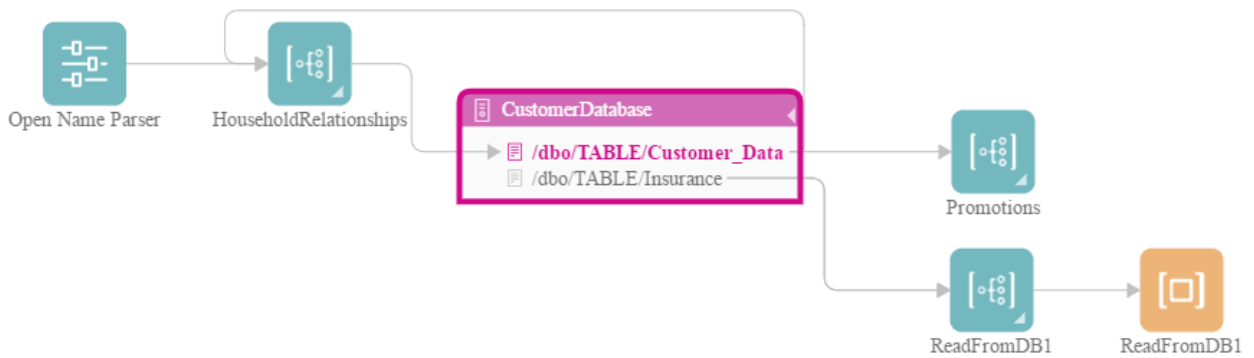 Open Name Parser
HouseholdRelationships
CustomerDatabase
/dbo/TABLE/Customer_Data
/dbo/TABLE/Insurance
Promotions
ReadFromDB1
ReadFromDB1